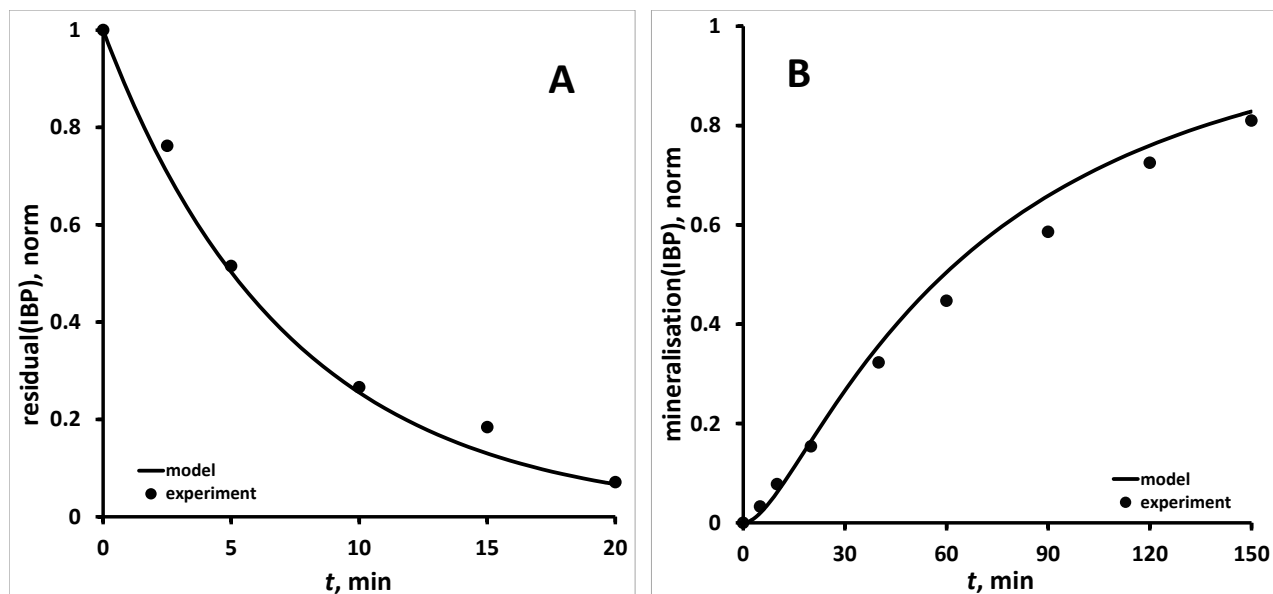 A
residual(IBP), norm
1
0.8
0.6
0.4
0.2
0
model
experiment
0 5 10 15 20
t, min
B
mineralisation(IBP), norm
1
0.8
0.6
0.4
0.2
0
model
experiment
0 30 60 90 120 150
t, min